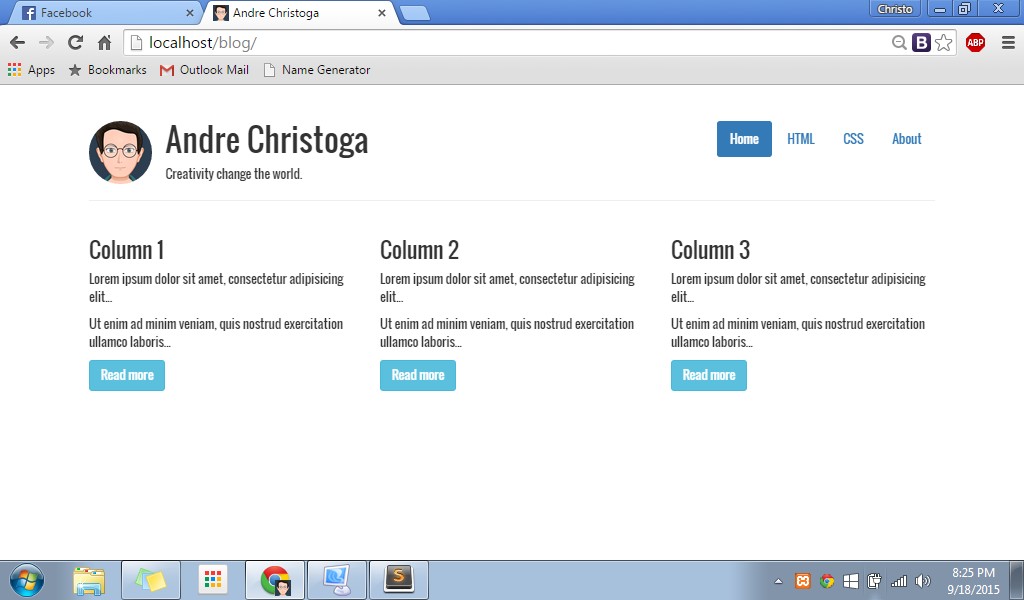 Facebook
Andre Christoga
Christo
localhost/blog/
B
ABP
Apps
Bookmarks
Outlook Mail
Name Generator
Andre Christoga
Creativity change the world.
Home
HTML
CSS
About
Column 1
Lorem ipsum dolor sit amet, consectetur adipisicing
elit...
Ut enim ad minim veniam, quis nostrud exercitation
ullamco laboris...
Read more
Column 2
Lorem ipsum dolor sit amet, consectetur adipisicing
elit...
Ut enim ad minim veniam, quis nostrud exercitation
ullamco laboris...
Read more
Column 3
Lorem ipsum dolor sit amet, consectetur adipisicing
elit...
Ut enim ad minim veniam, quis nostrud exercitation
ullamco laboris...
Read more
8:25 PM
9/18/2015